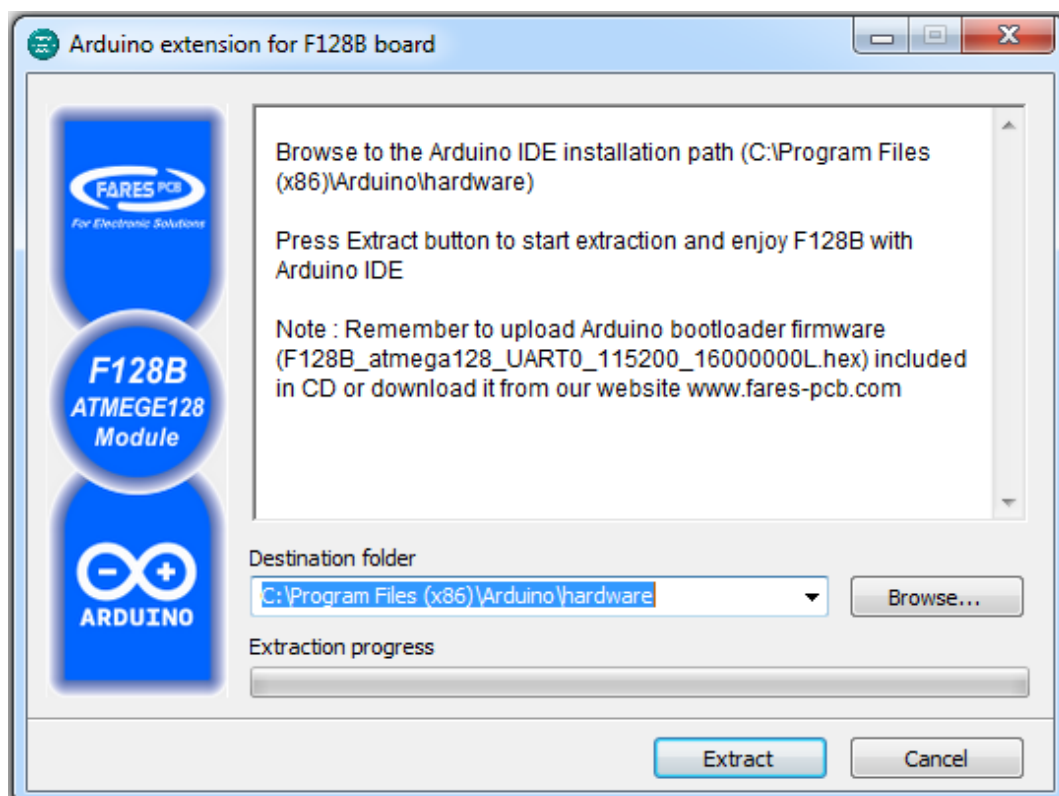 Arduino extension for F128B board
FARES PCB
For Electronic Solutions
F128B
ATMEGE128
Module
ARDUINO
Browse to the Arduino IDE installation path (C:\Program Files
(x86)\Arduino\hardware)
Press Extract button to start extraction and enjoy F128B with
Arduino IDE
Note : Remember to upload Arduino bootloader firmware
(F128B_atmega128_UART0_115200_16000000L.hex) included
in CD or download it from our website www.fares-pcb.com
Destination folder
C:\Program Files (x86)\Arduino\hardware
Browse...
Extraction progress
Extract
Cancel